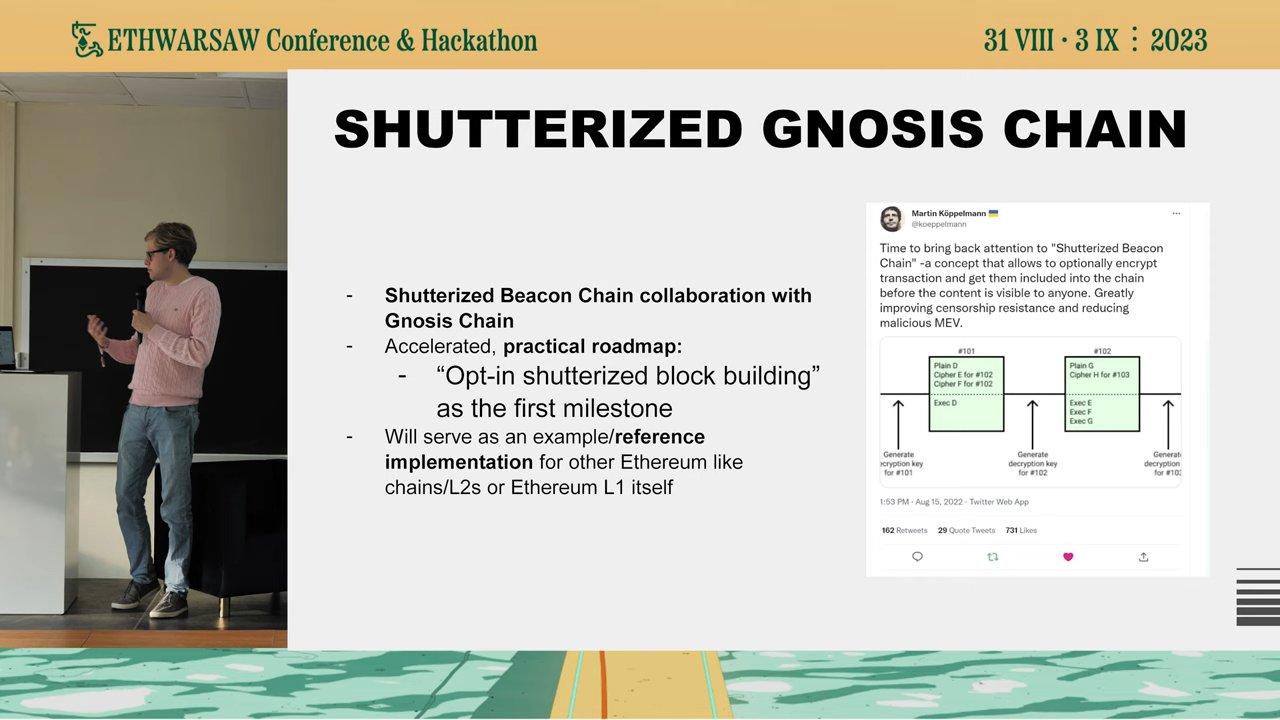 ETHWARSAW Conference & Hackathon
31 VIII · 3 IX ⋮ 2023
SHUTTERIZED GNOSIS CHAIN
- Shutterized Beacon Chain collaboration with
Gnosis Chain
- Accelerated, practical roadmap:
- “Opt-in shutterized block building”
as the first milestone
- Will serve as an example/reference
implementation for other Ethereum like
chains/L2s or Ethereum L1 itself
Martin Köppelmann 🇺🇦
@koeppelmann
Time to bring back attention to "Shutterized Beacon
Chain" -a concept that allows to optionally encrypt
transaction and get them included into the chain
before the content is visible to anyone. Greatly
improving censorship resistance and reducing
malicious MEV.
#101
Plain D
Cipher E for #102
Cipher F for #102
Exec D
#102
Plain G
Cipher H for #103
Exec E
Exec F
Exec G
Generate
ecryption key
for #101
Generate
decryption key
for #102
Generat
decryption
for #103
1:53 PM · Aug 15, 2022 · Twitter Web App
162 Retweets 29 Quote Tweets 731 Likes